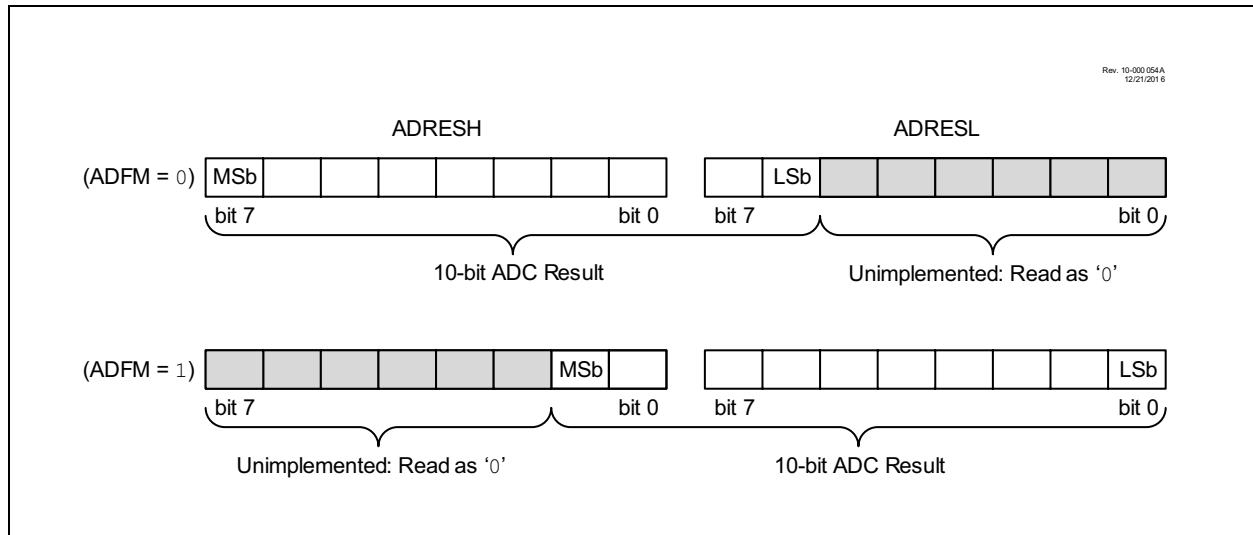 Rev. 10-000 054A
12/21/201 6
ADRESH ADRESL
(ADFM = 0) MSb LSb
bit 7 bit 0 bit 7 bit 0
10-bit ADC Result Unimplemented: Read as ‘0’
(ADFM = 1) MSb LSb
bit 7 bit 0 bit 7 bit 0
Unimplemented: Read as ‘0’ 10-bit ADC Result